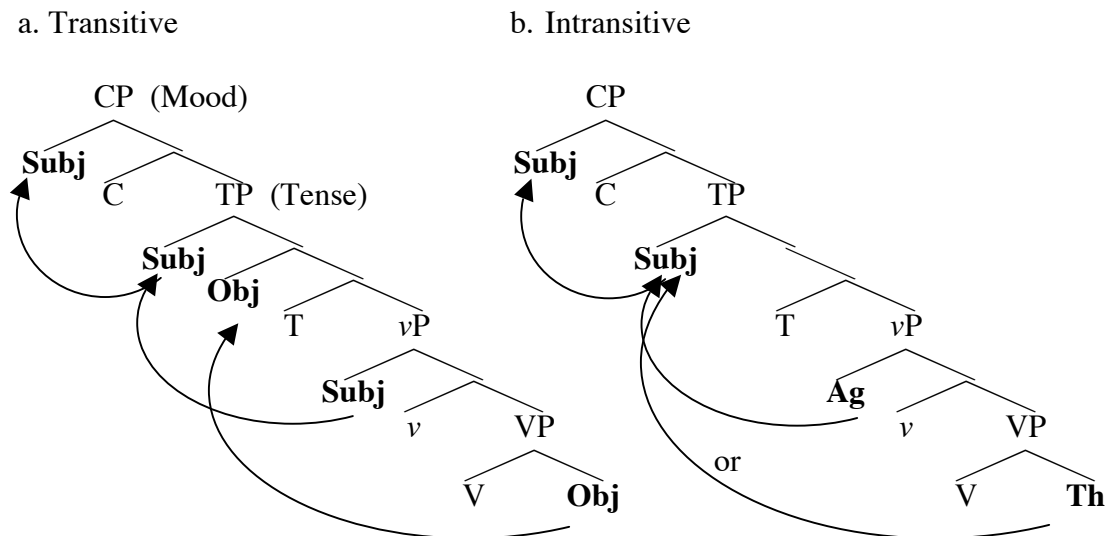 a. Transitive b. Intransitive
CP (Mood) CP
Subj Subj
C TP (Tense) C TP
Subj Subj
Obj
T vP T vP
Subj Ag
v VP v VP
or
V Obj V Th